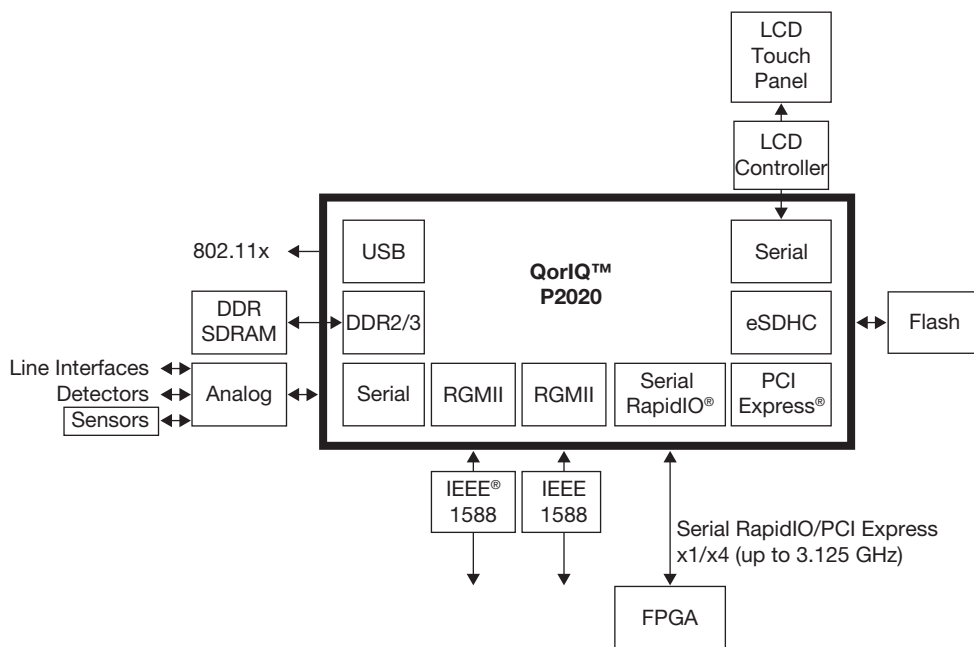 LCD
Touch
Panel
LCD
Controller
802.11x
USB
QorIQ™
P2020
Serial
DDR
SDRAM
DDR2/3
eSDHC
Flash
Line Interfaces
Detectors
Sensors
Analog
Serial
RGMII
RGMII
Serial
RapidIO®
PCI
Express®
IEEE®
1588
IEEE
1588
Serial RapidIO/PCI Express
x1/x4 (up to 3.125 GHz)
FPGA